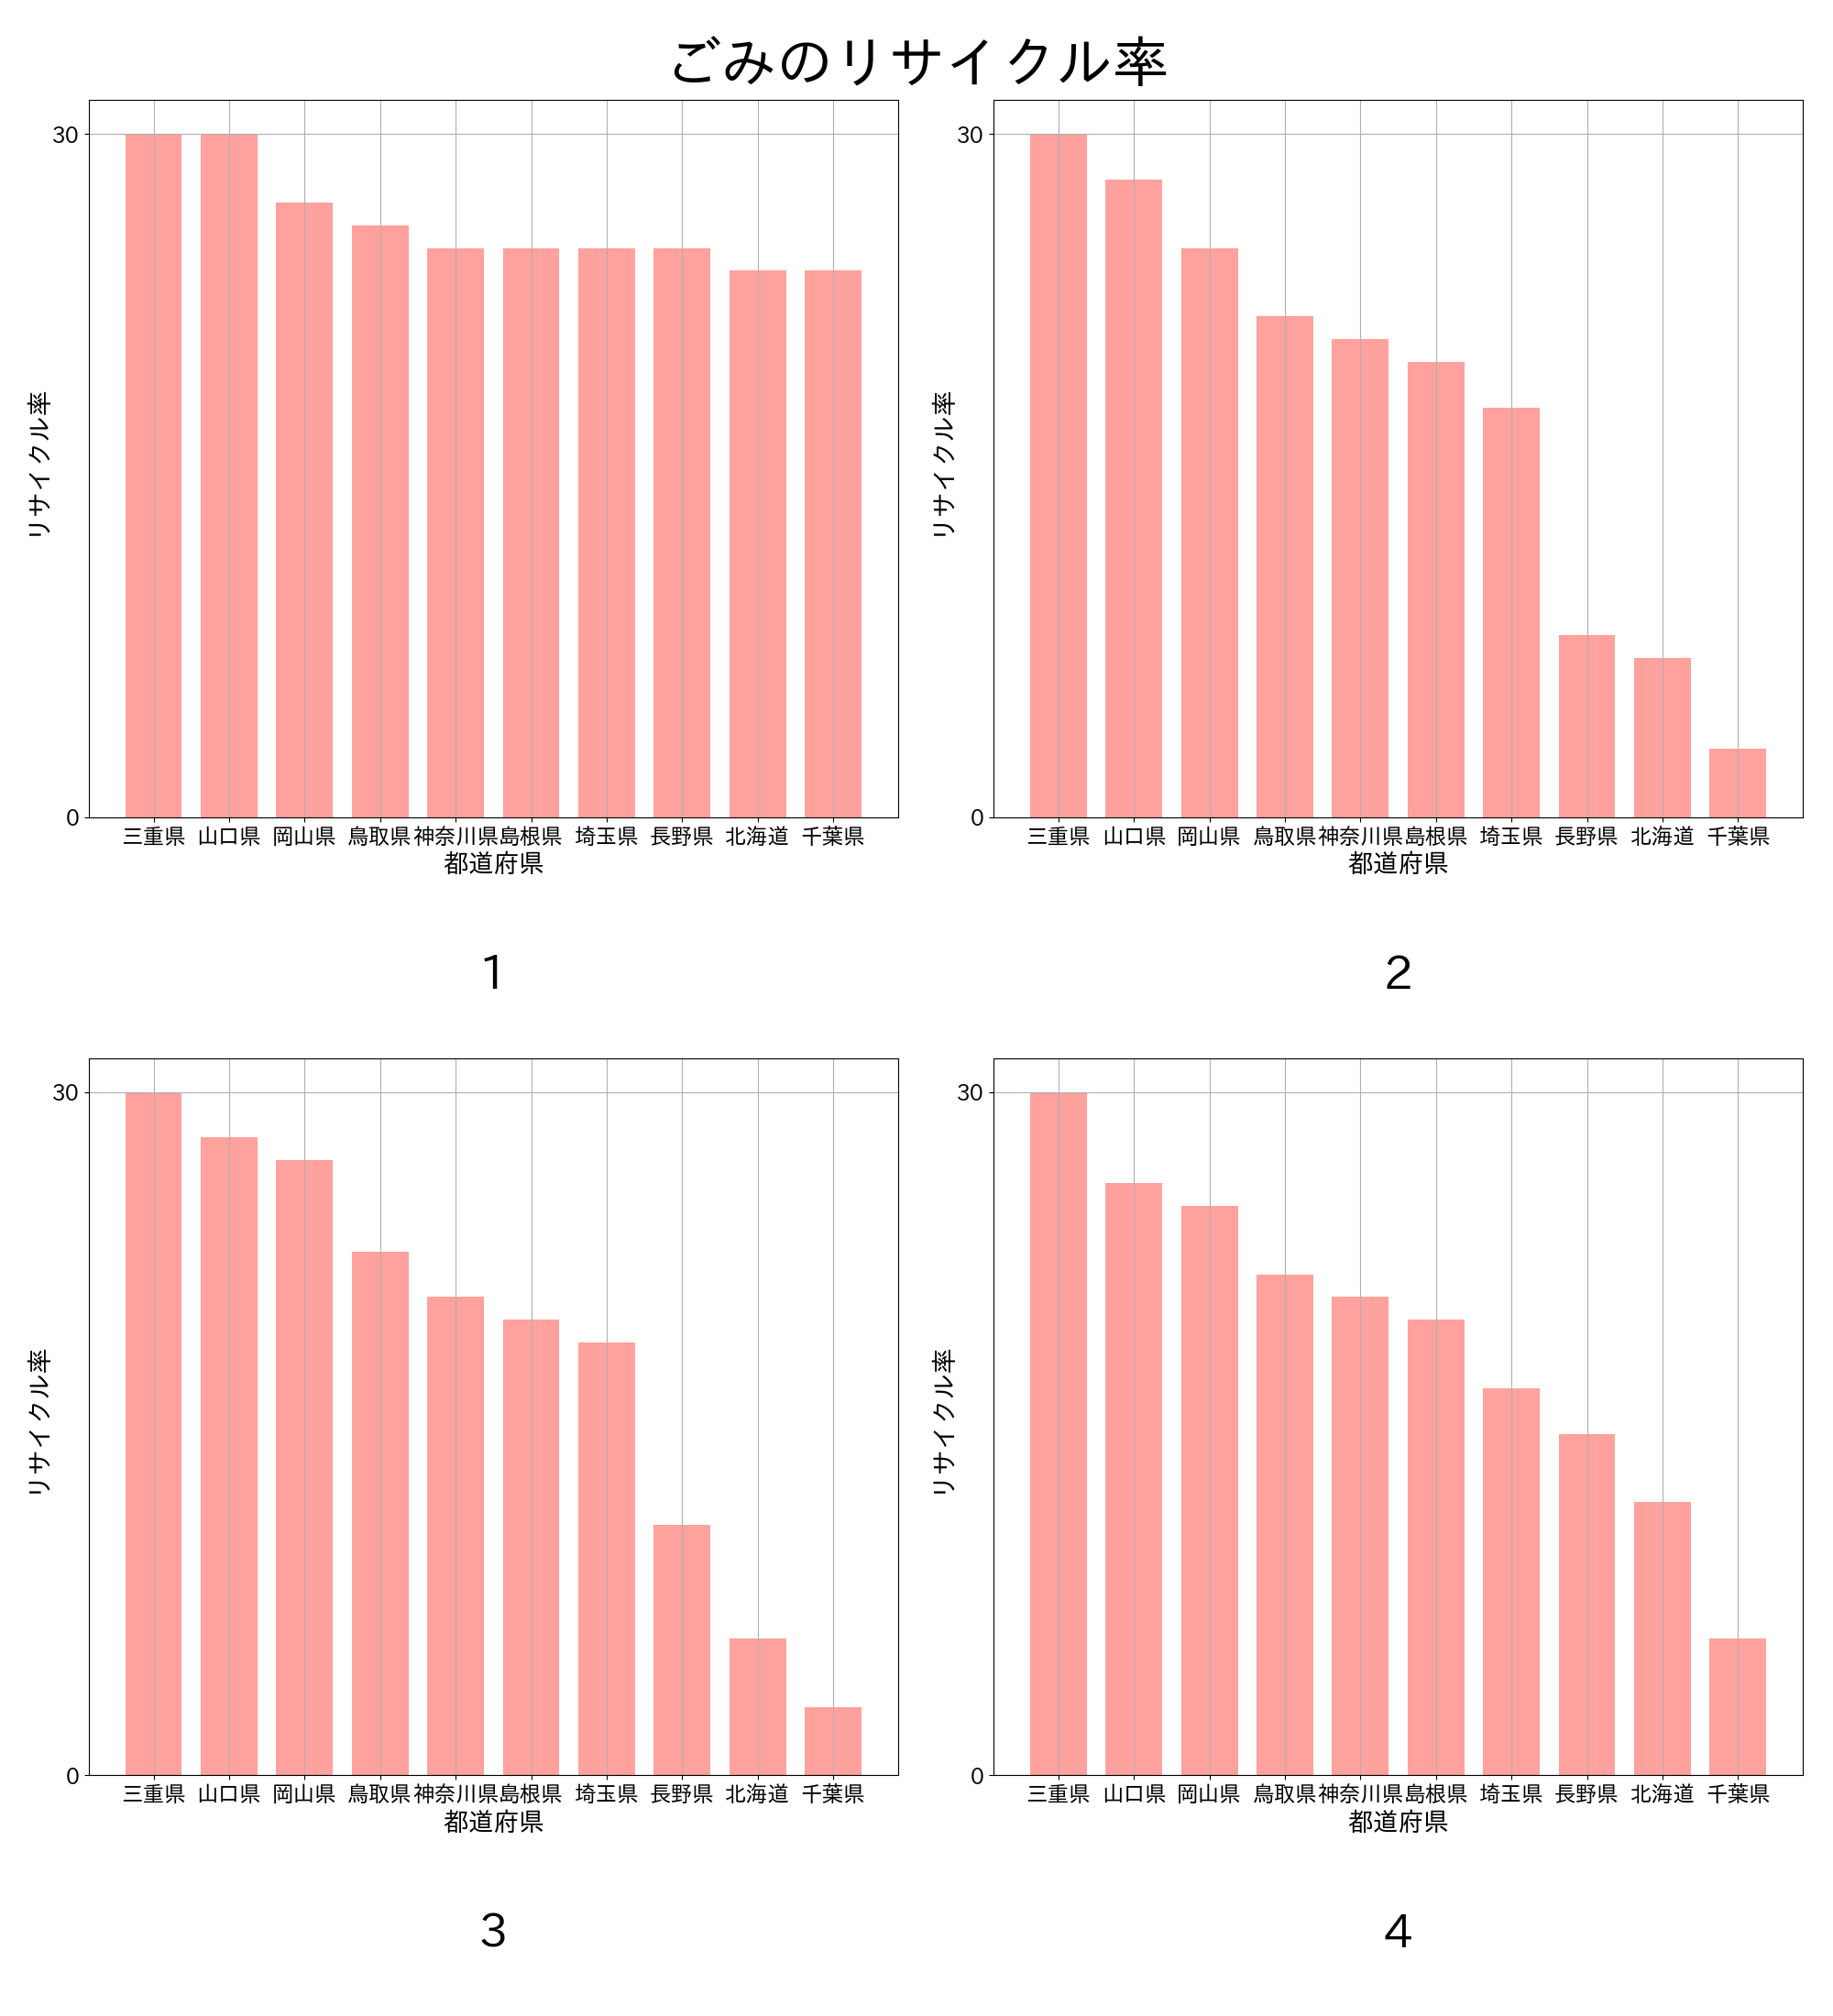 ごみのリサイクル率
30
0
リサイクル率
三重県 山口県 岡山県 鳥取県 神奈川県 島根県 埼玉県 長野県 北海道 千葉県
都道府県
1
30
0
リサイクル率
三重県 山口県 岡山県 鳥取県 神奈川県 島根県 埼玉県 長野県 北海道 千葉県
都道府県
2
30
0
リサイクル率
三重県 山口県 岡山県 鳥取県 神奈川県 島根県 埼玉県 長野県 北海道 千葉県
都道府県
3
30
0
リサイクル率
三重県 山口県 岡山県 鳥取県 神奈川県 島根県 埼玉県 長野県 北海道 千葉県
都道府県
4